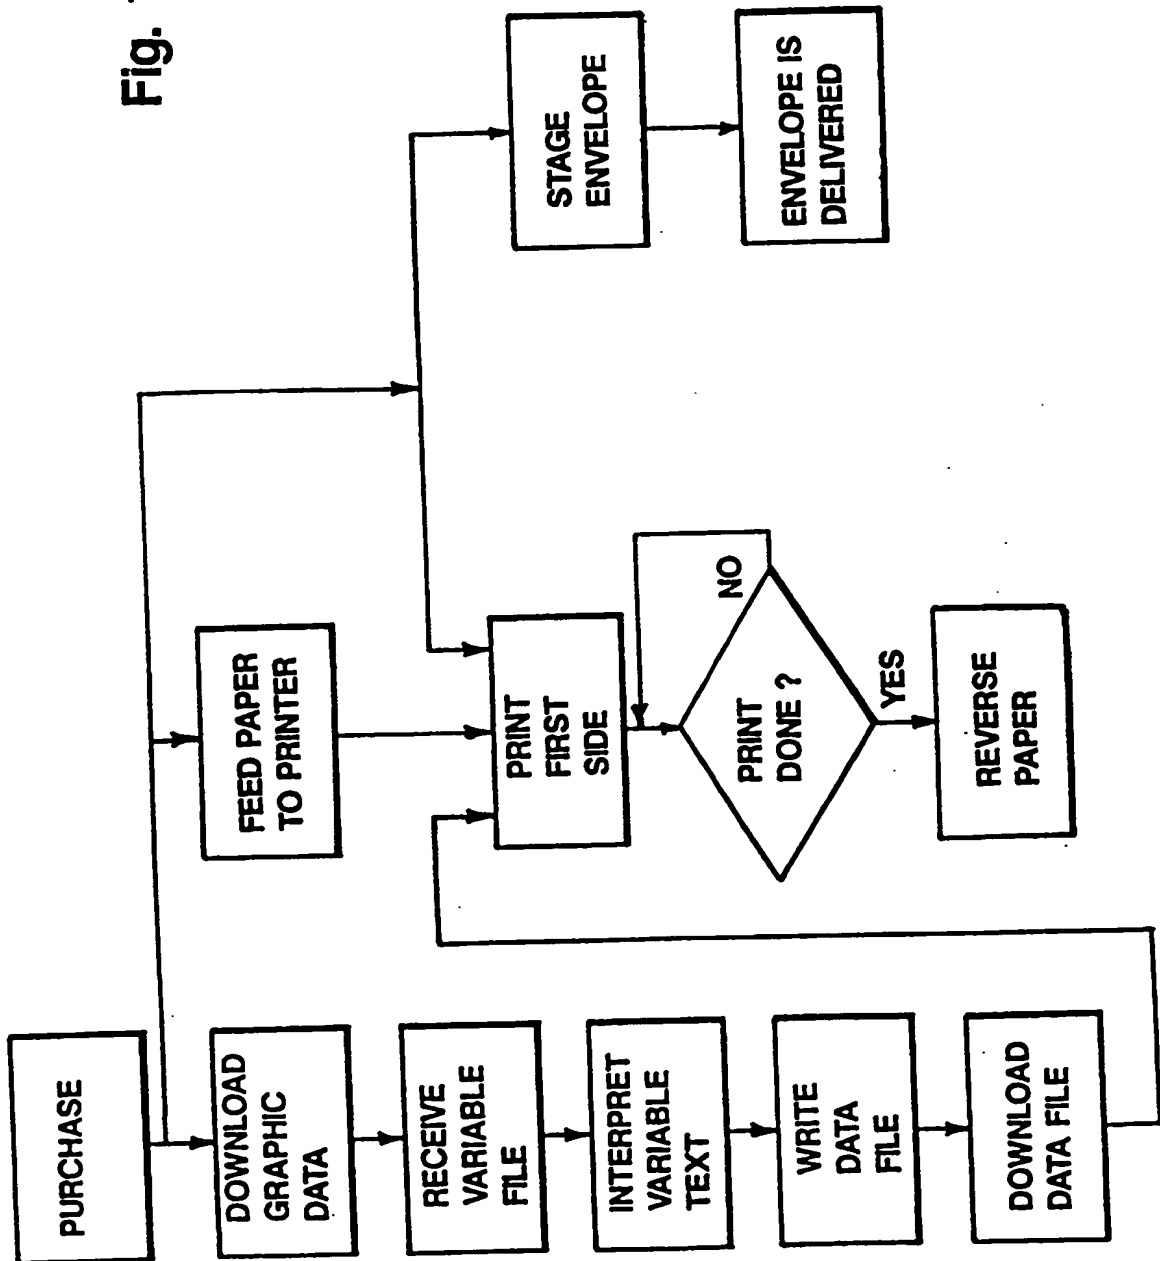 Fig.
PURCHASE
DOWNLOAD
GRAPHIC
DATA
RECEIVE
VARIABLE
FILE
INTERPRET
VARIABLE
TEXT
WRITE
DATA
FILE
DOWNLOAD
DATA FILE
FEED PAPER
TO PRINTER
PRINT
FIRST
SIDE
PRINT
DONE ?
NO
YES
REVERSE
PAPER
STAGE
ENVELOPE
ENVELOPE IS
DELIVERED